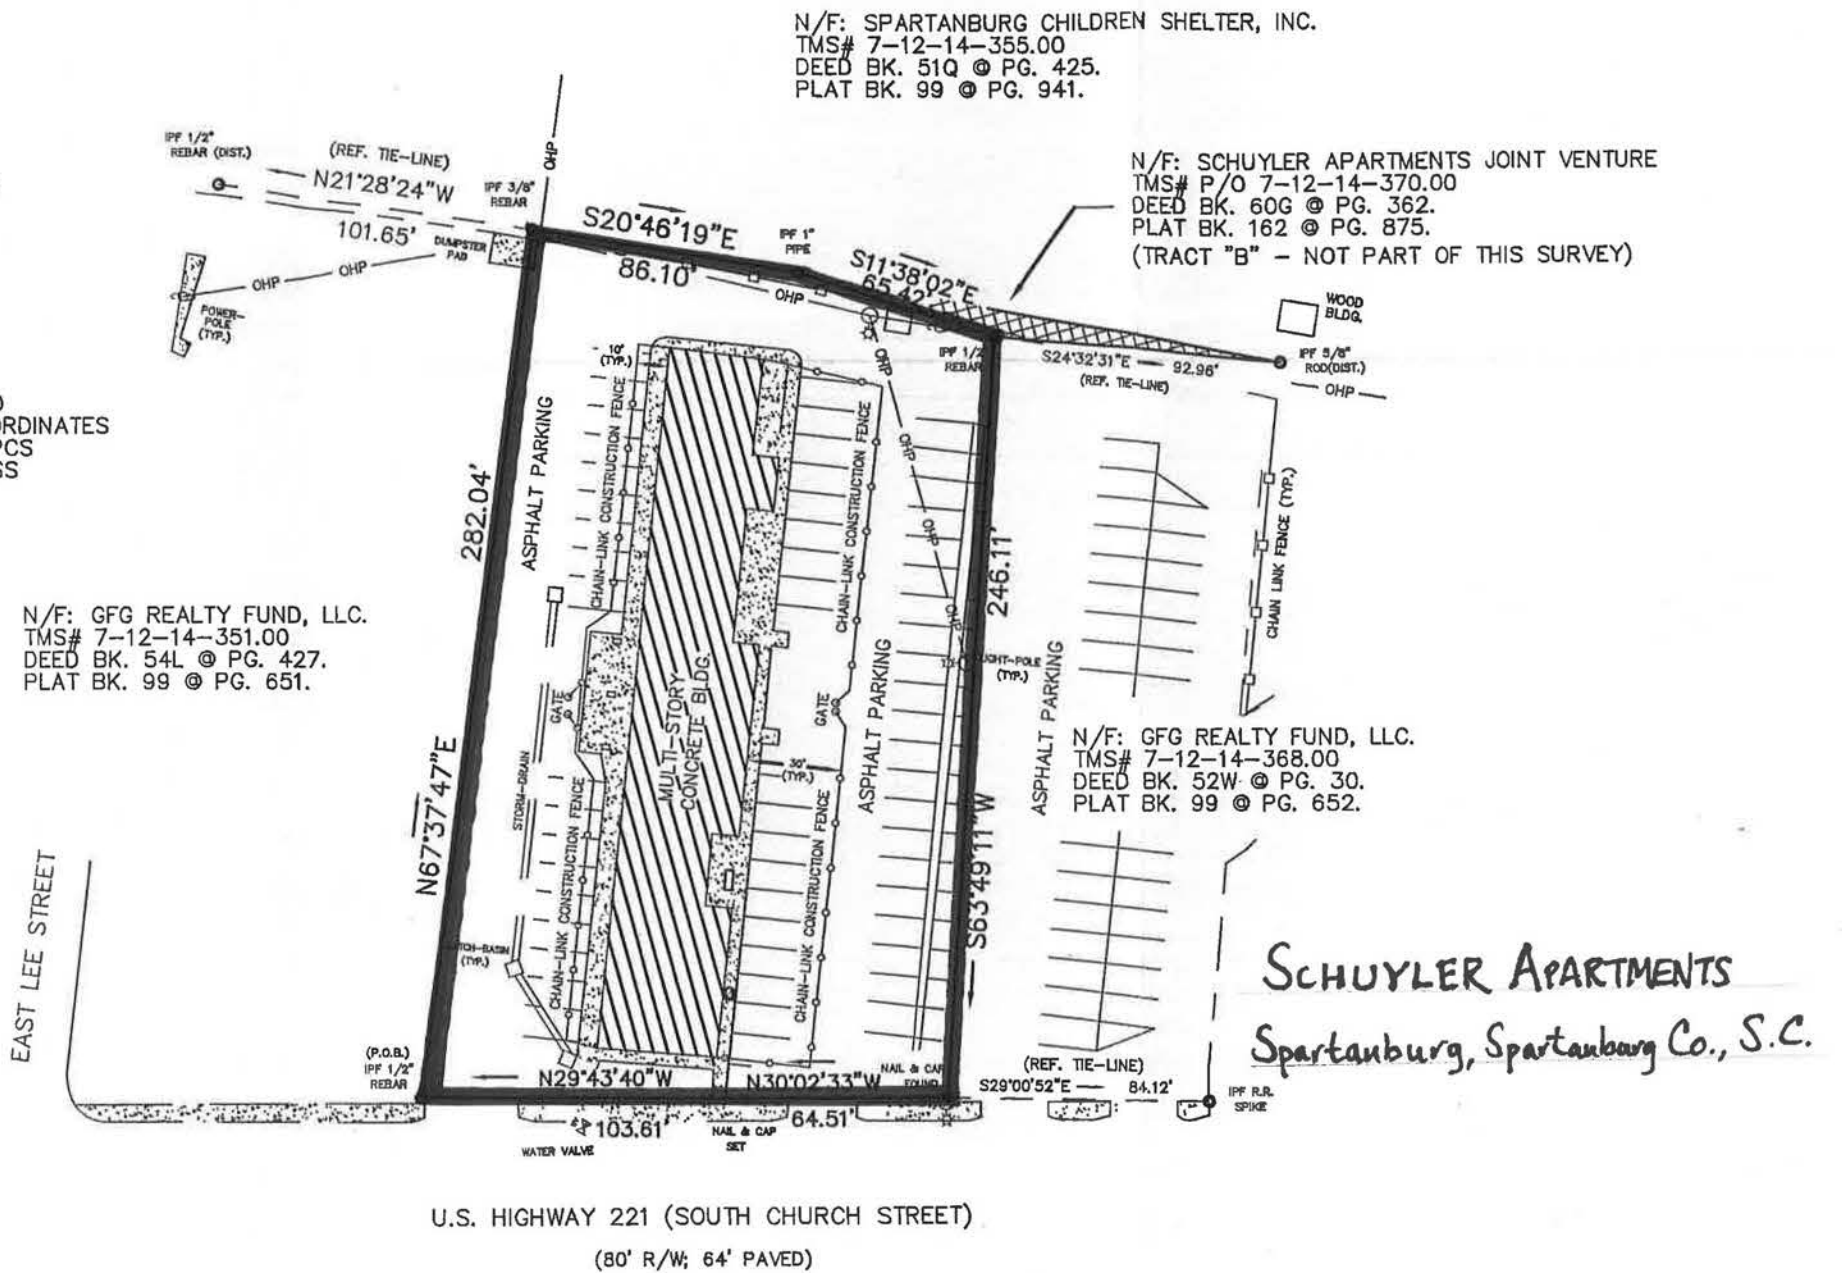 N/F: SPARTANBURG CHILDREN SHELTER, INC.
TMS# 7-12-14-355.00
DEED BK. 51Q @ PG. 425.
PLAT BK. 99 @ PG. 941.
IPF 1/2"
REBAR (DIST.)
(REF. TIE-LINE)
N21°28'24"W
101.65'
IPF 3/8"
REBAR
DUMPSTER
PAD
OHP
OHP
OHP
POWER-
POLE
(TYP.)
S20°46'19"E
86.10'
IPF 1"
PIPE
OHP
S11°38'02"E
65.42'
N/F: SCHUYLER APARTMENTS JOINT VENTURE
TMS# P/O 7-12-14-370.00
DEED BK. 60G @ PG. 362.
PLAT BK. 162 @ PG. 875.
(TRACT "B" - NOT PART OF THIS SURVEY)
WOOD
BLDG.
IPF 5/8"
ROD(DIST.)
OHP
IPF 1/2"
REBAR
S24°32'31"E
92.96'
(REF. TIE-LINE)
ORDINATES
PCS
10'
(TYP.)
ASPHALT PARKING
282.04'
N67°37'47"E
CHAIN-LINK CONSTRUCTION FENCE
CHAIN-LINK CONSTRUCTION FENCE
OHP
OHP
OHP
OHP
246.11'
S63°49'11"W
CHAIN LINK FENCE (TYP.)
N/F: GFG REALTY FUND, LLC.
TMS# 7-12-14-351.00
DEED BK. 54L @ PG. 427.
PLAT BK. 99 @ PG. 651.
GATE
MULTI-STORY
CONCRETE BLDG.
GATE
ASPHALT PARKING
LIGHT-POLE
(TYP.)
ASPHALT PARKING
N/F: GFG REALTY FUND, LLC.
TMS# 7-12-14-368.00
DEED BK. 52W @ PG. 30.
PLAT BK. 99 @ PG. 652.
30'
(TYP.)
STORM-DRAIN
CHAIN-LINK CONSTRUCTION FENCE
CHAIN-LINK CONSTRUCTION FENCE
CATCH-BASIN
(TYP.)
EAST LEE STREET
SCHUYLER APARTMENTS
Spartanburg, Spartanburg Co., S.C.
(P.O.B.)
IPF 1/2"
REBAR
N29°43'40"W
103.61'
N30°02'33"W
64.51'
NAIL & CAP
FOUND
(REF. TIE-LINE)
S29°00'52"E
84.12'
IPF R.R.
SPIKE
WATER VALVE
NAIL & CAP
SET
U.S. HIGHWAY 221 (SOUTH CHURCH STREET)
(80' R/W; 64' PAVED)